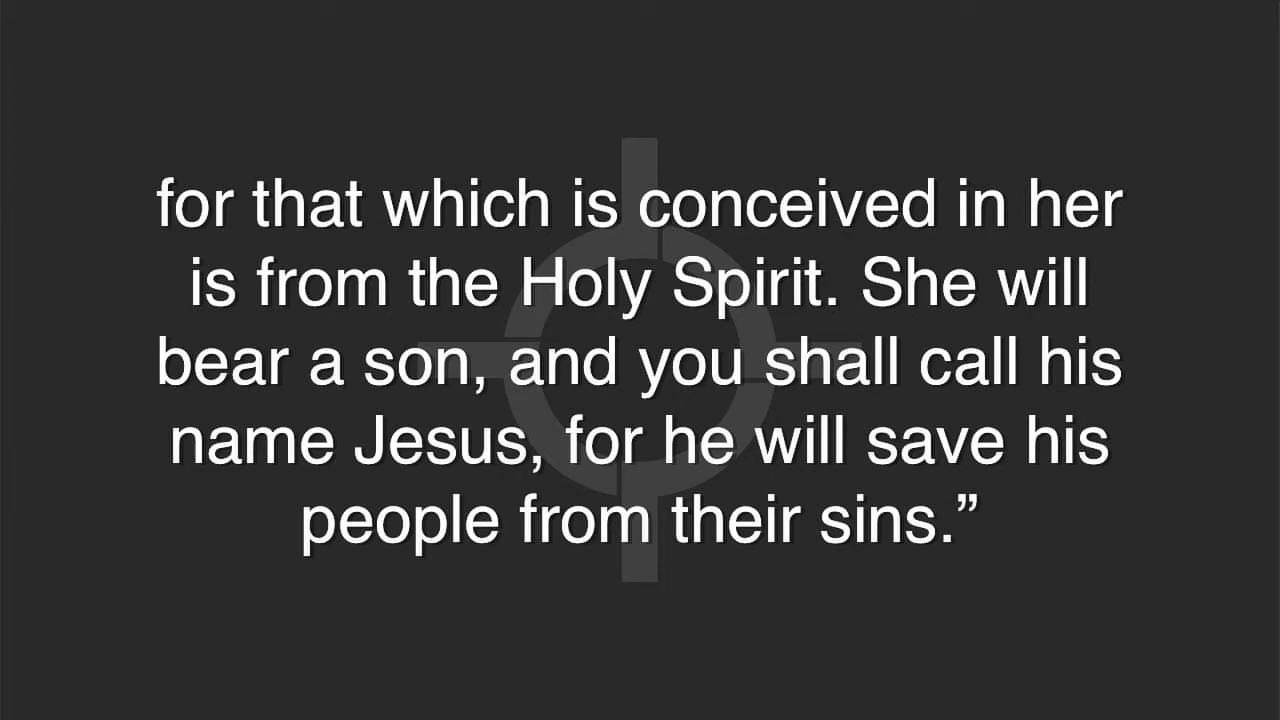 for that which is conceived in her
is from the Holy Spirit. She will
bear a son, and you shall call his
name Jesus, for he will save his
people from their sins.”